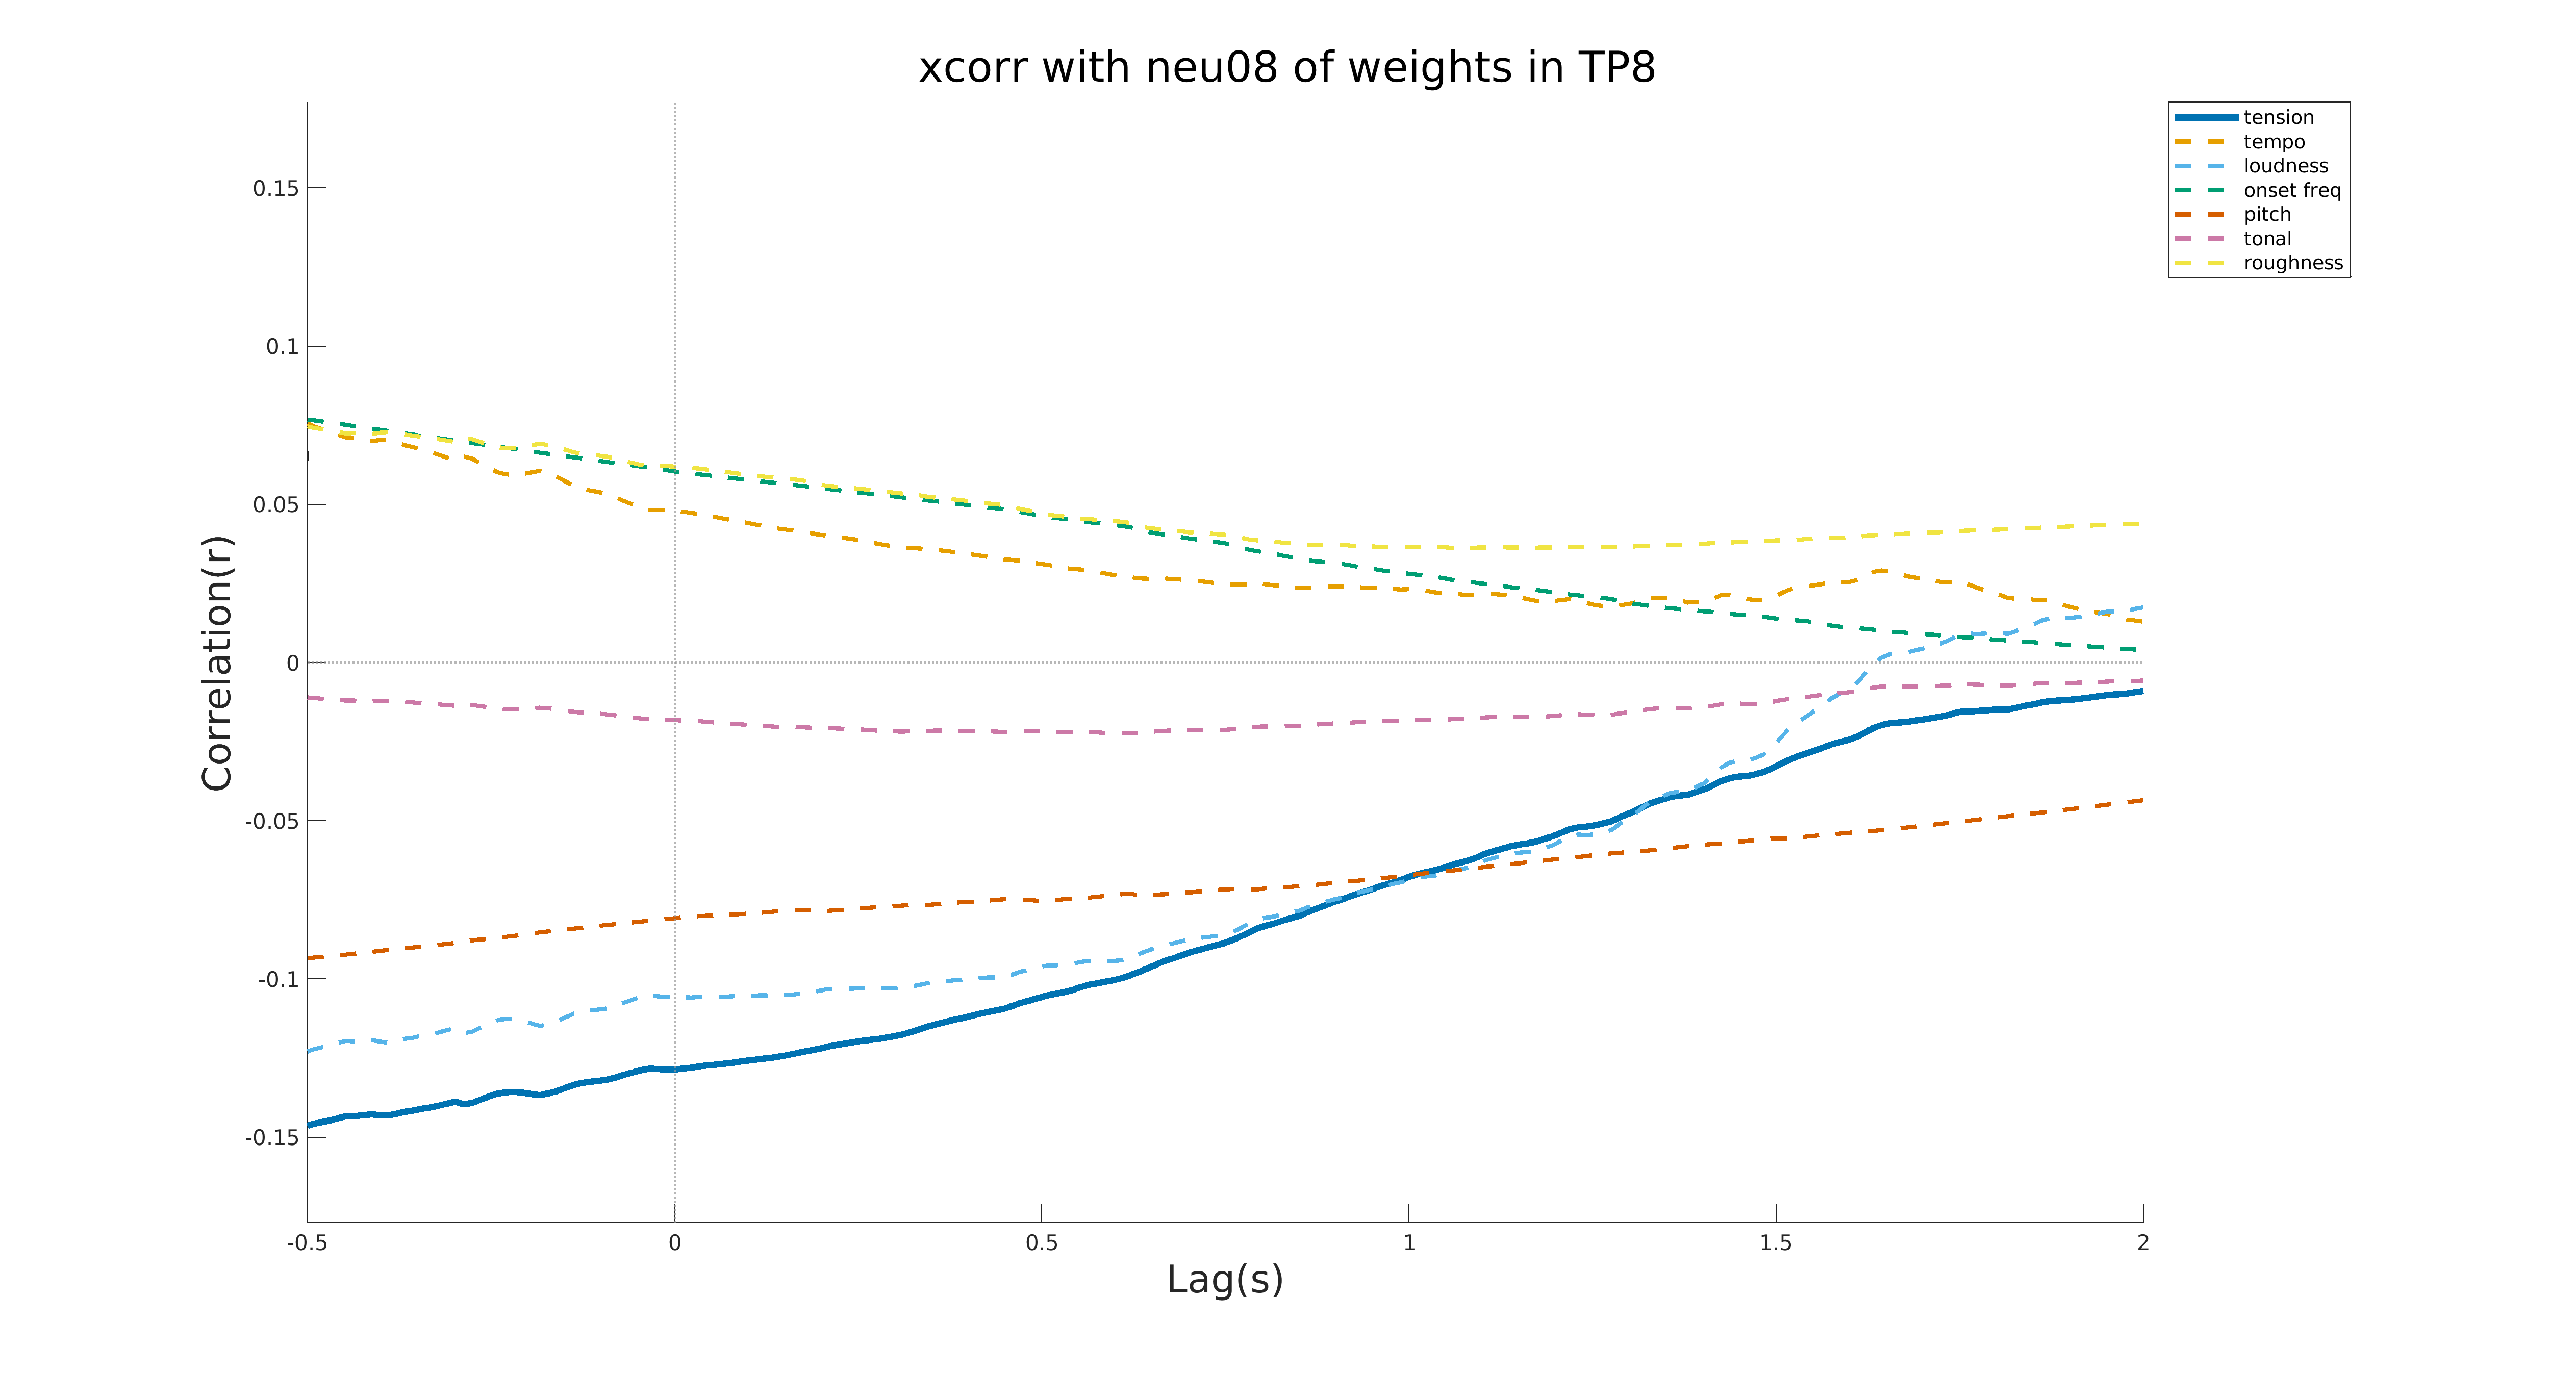 xcorr with neu08 of weights in TP8
tension
tempo
loudness
onset freq
pitch
tonal
roughness
0.15
0.1
0.05
0
-0.05
-0.1
-0.15
Correlation(r)
-0.5
0
0.5
1
1.5
2
Lag(s)